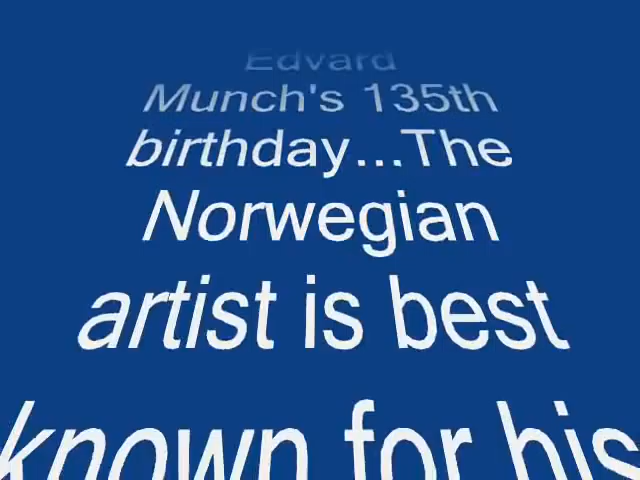 Edvard
Munch's 135th
birthday...The
Norwegian
artist is best
known for his